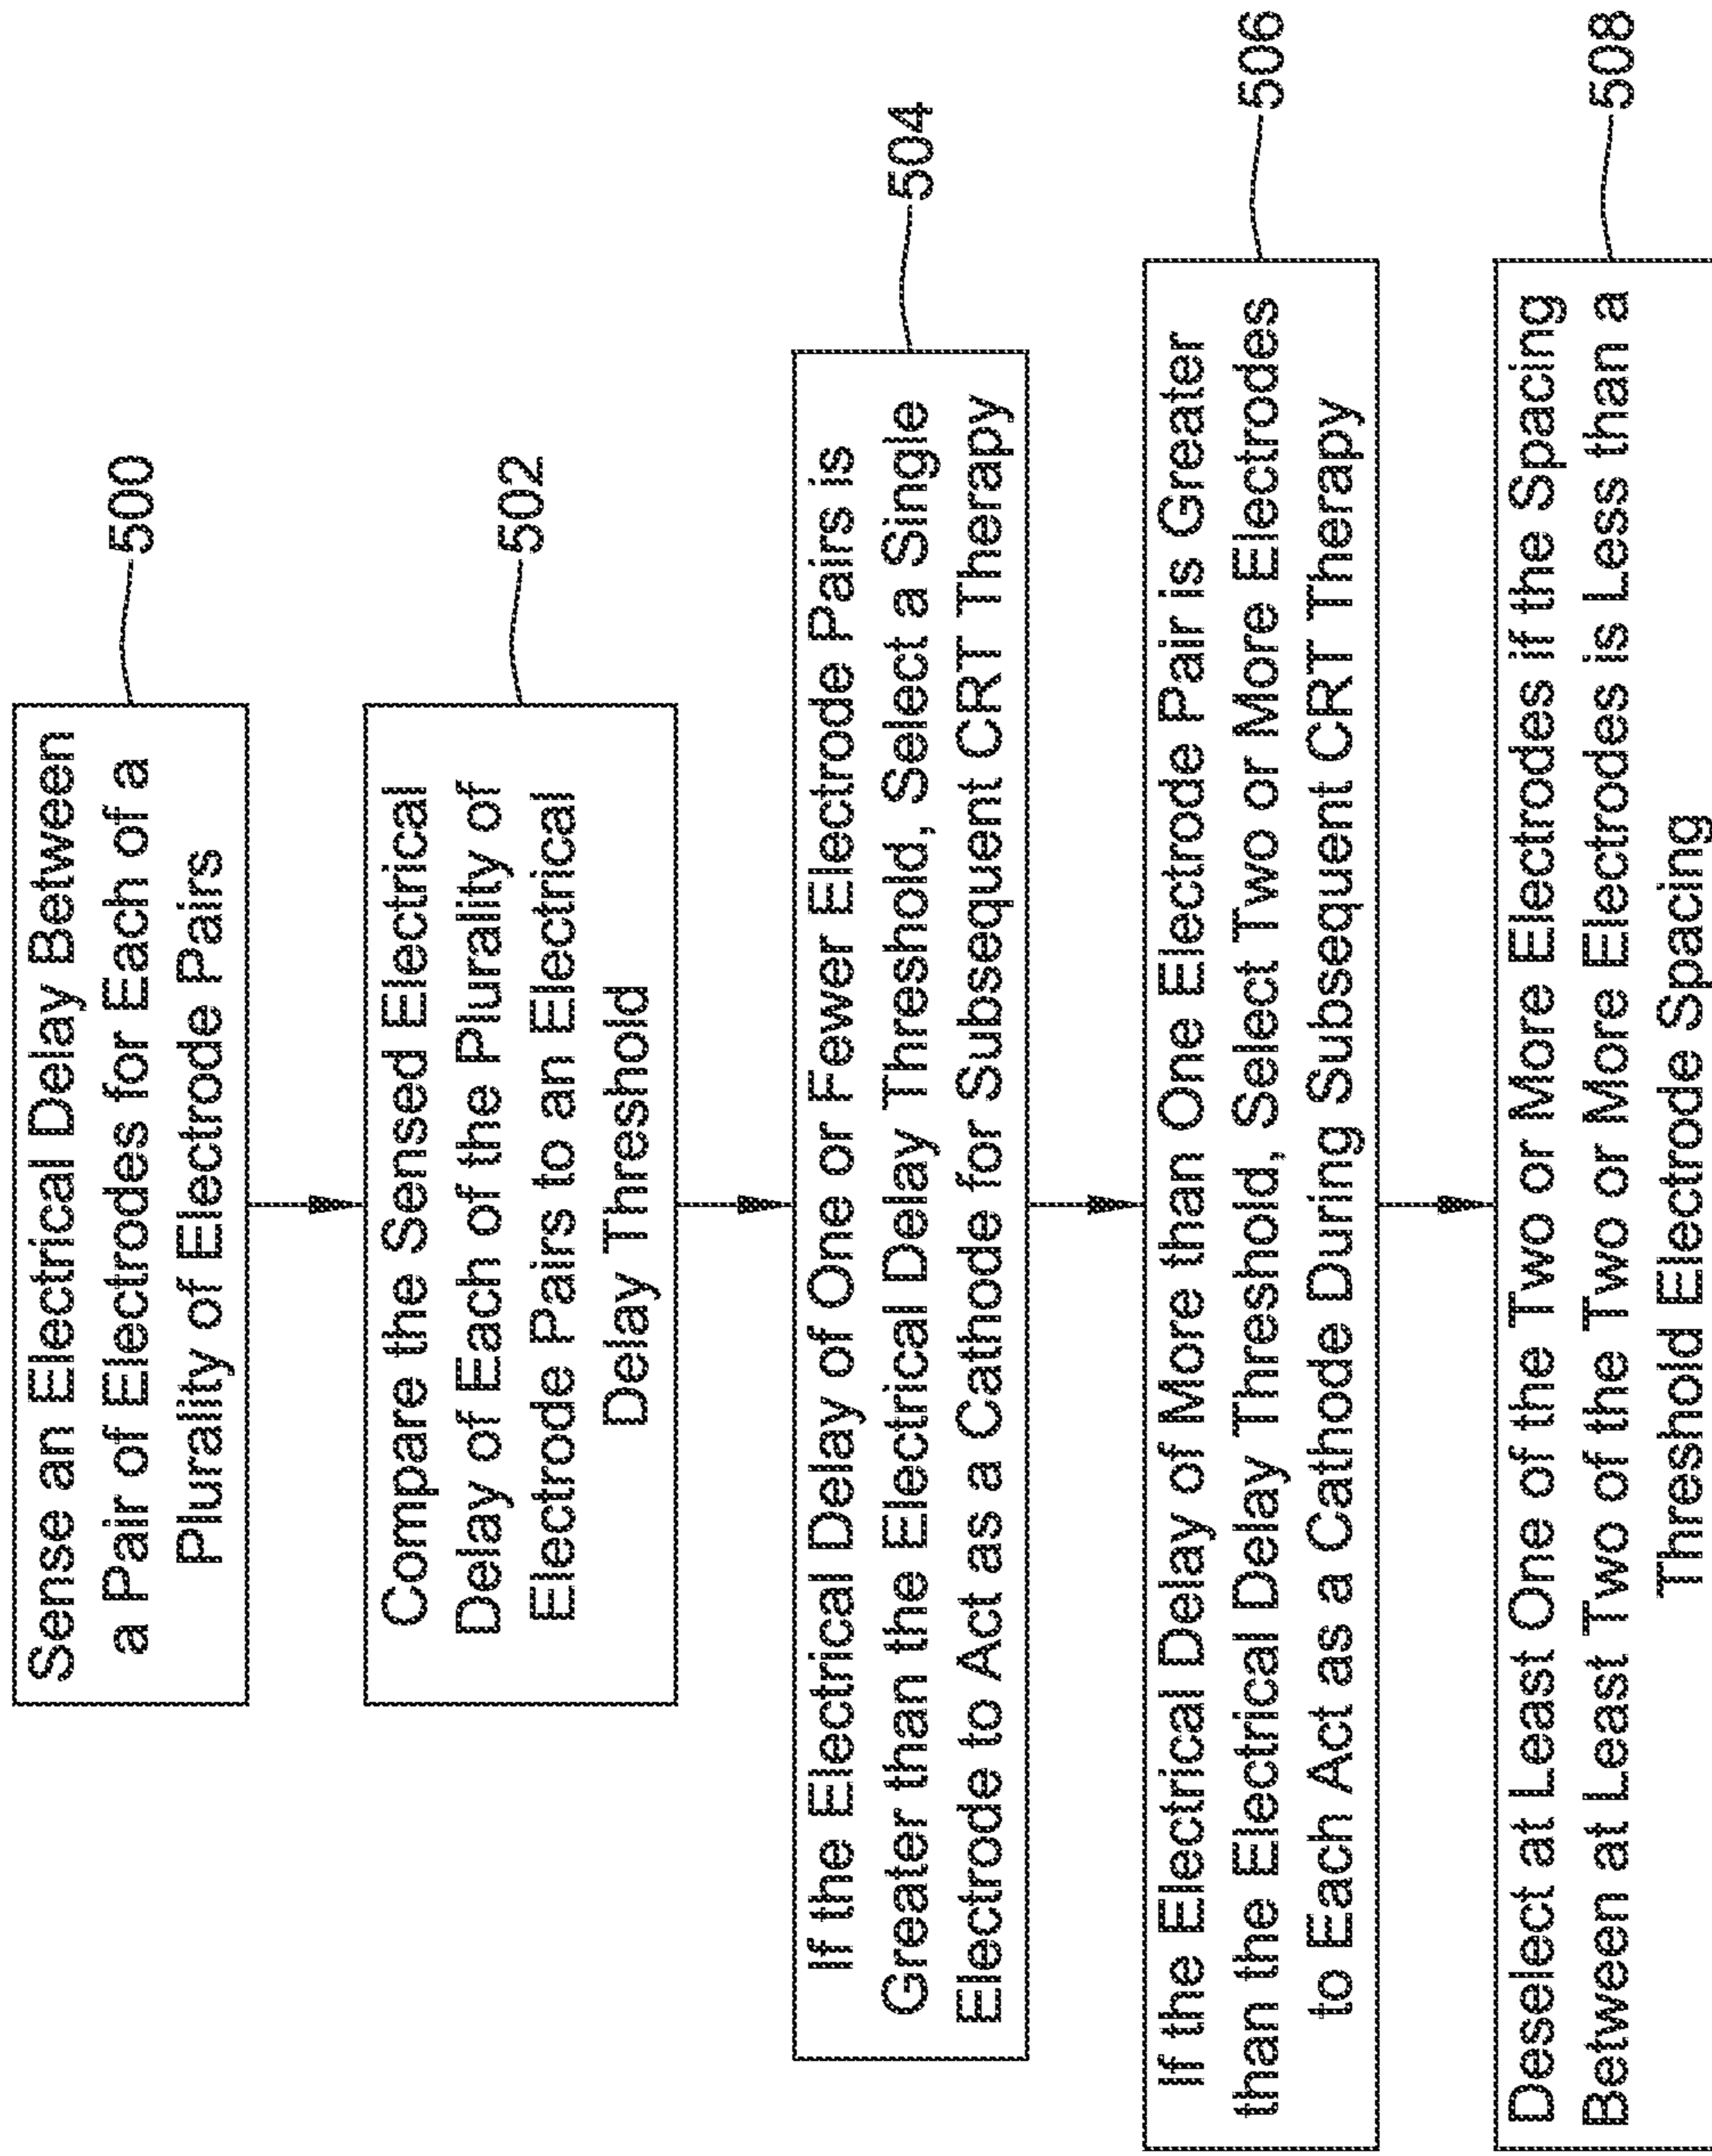 Sense an Electrical Delay Between
a Pair of Electrodes for Each of a
Plurality of Electrode Pairs
500
Compare the Sensed Electrical
Delay of Each of the Plurality of
Electrode Pairs to an Electrical
Delay Threshold
502
If the Electrical Delay of One or Fewer Electrode Pairs is
Greater than the Electrical Delay Threshold, Select a Single
Electrode to Act as a Cathode for Subsequent CRT Therapy
504
If the Electrical Delay of More than One Electrode Pair is Greater
than the Electrical Delay Threshold, Select Two or More Electrodes
to Each Act as a Cathode During Subsequent CRT Therapy
506
Deselect at Least One of the Two or More Electrodes if the Spacing
Between at Least Two of the Two or More Electrodes is Less than a
Threshold Electrode Spacing
508